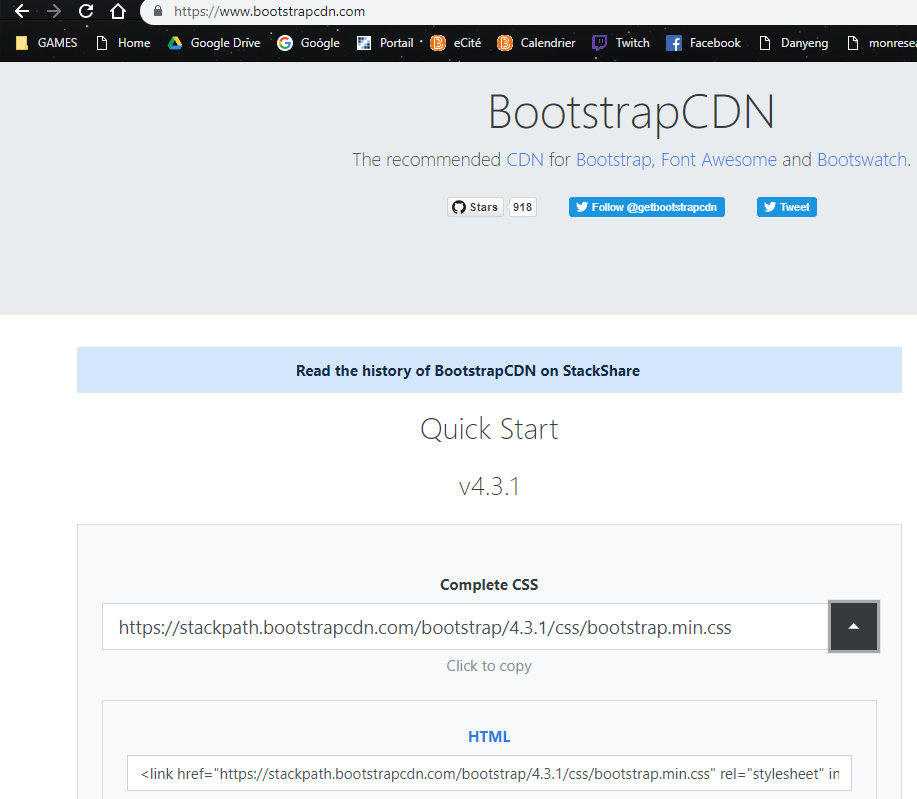 https://www.bootstrapcdn.com
GAMES Home Google Drive Google Portail eCité Calendrier Twitch Facebook Danyeng
BootstrapCDN
The recommended CDN for Bootstrap, Font Awesome and Bootswatch.
Stars 918 Follow @getbootstrapcdn Tweet
Read the history of BootstrapCDN on StackShare
Quick Start
v4.3.1
Complete CSS
https://stackpath.bootstrapcdn.com/bootstrap/4.3.1/css/bootstrap.min.css
Click to copy
HTML
<link href="https://stackpath.bootstrapcdn.com/bootstrap/4.3.1/css/bootstrap.min.css" rel="stylesheet" in